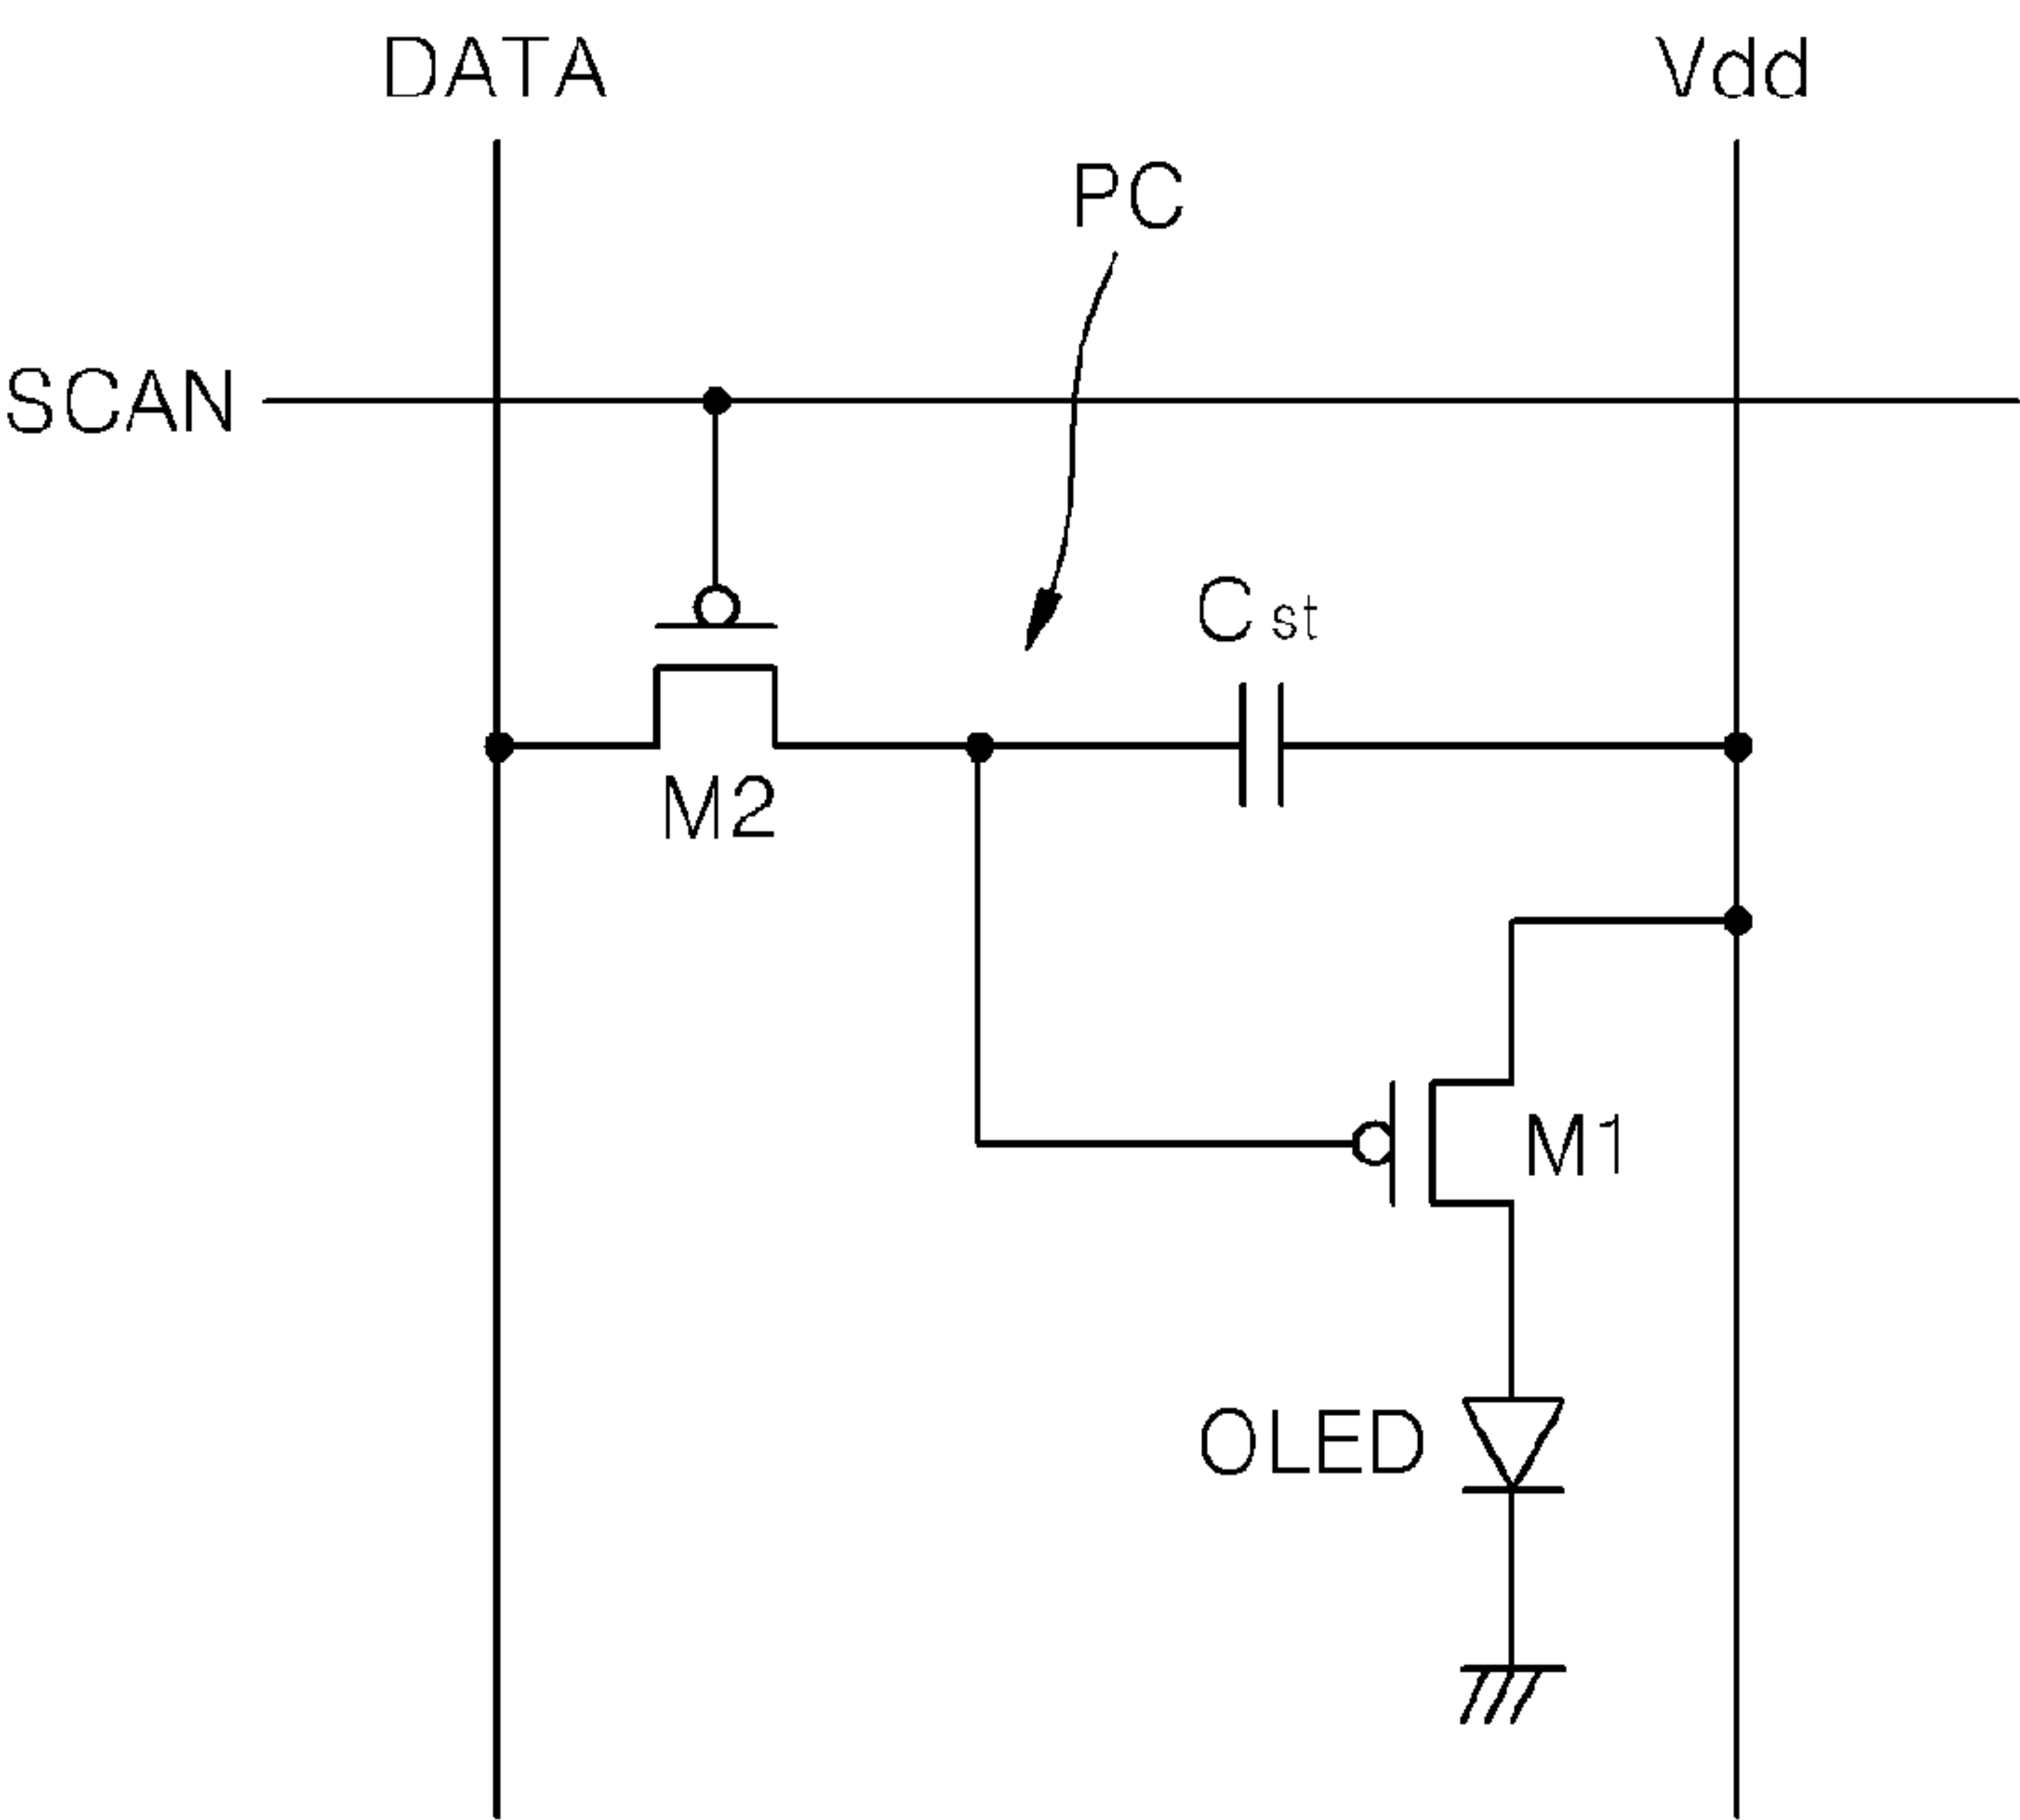 DATA
Vdd
PC
SCAN
Cst
M2
M1
OLED